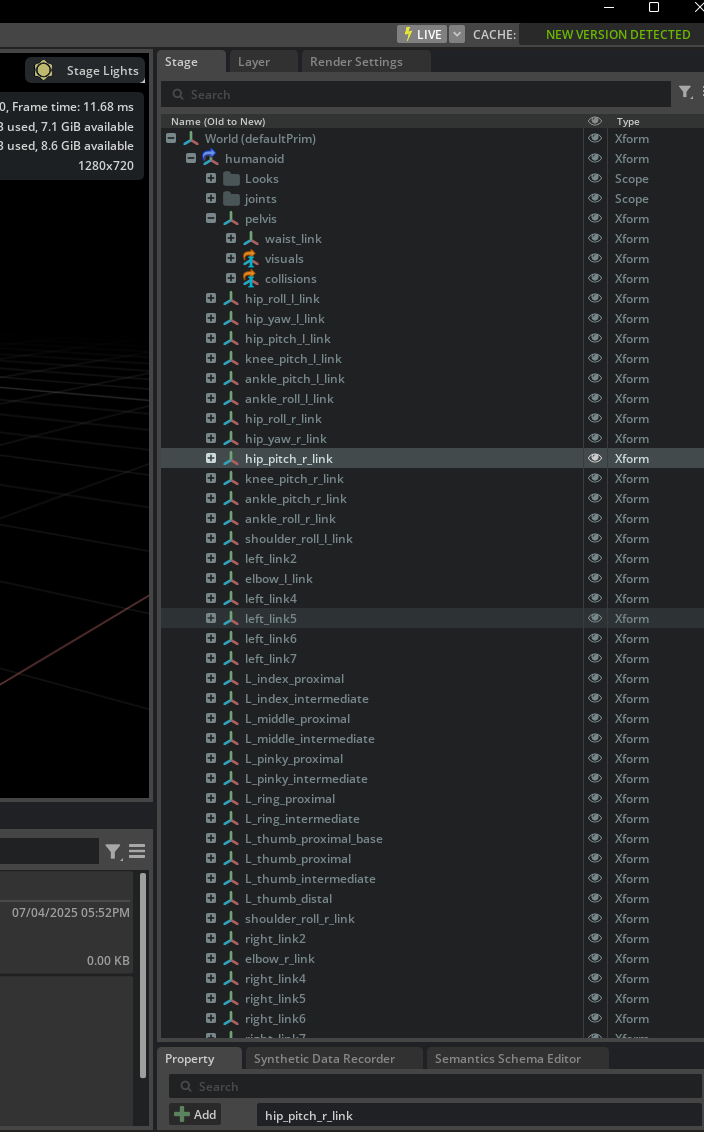 LIVE CACHE: NEW VERSION DETECTED
Stage Lights
0, Frame time: 11.68 ms
used, 7.1 GiB available
used, 8.6 GiB available
1280x720
Stage Layer Render Settings
Search
Name (Old to New) Type
World (defaultPrim) Xform
humanoid Xform
Looks Scope
joints Scope
pelvis Xform
waist_link Xform
visuals Xform
collisions Xform
hip_roll_l_link Xform
hip_yaw_l_link Xform
hip_pitch_l_link Xform
knee_pitch_l_link Xform
ankle_pitch_l_link Xform
ankle_roll_l_link Xform
hip_roll_r_link Xform
hip_yaw_r_link Xform
hip_pitch_r_link Xform
knee_pitch_r_link Xform
ankle_pitch_r_link Xform
ankle_roll_r_link Xform
shoulder_roll_l_link Xform
left_link2 Xform
elbow_l_link Xform
left_link4 Xform
left_link5 Xform
left_link6 Xform
left_link7 Xform
L_index_proximal Xform
L_index_intermediate Xform
L_middle_proximal Xform
L_middle_intermediate Xform
L_pinky_proximal Xform
L_pinky_intermediate Xform
L_ring_proximal Xform
L_ring_intermediate Xform
L_thumb_proximal_base Xform
L_thumb_proximal Xform
L_thumb_intermediate Xform
L_thumb_distal Xform
shoulder_roll_r_link Xform
right_link2 Xform
elbow_r_link Xform
right_link4 Xform
right_link5 Xform
right_link6 Xform
right_link7 Xform
07/04/2025 05:52PM
0.00 KB
Property Synthetic Data Recorder Semantics Schema Editor
Search
Add hip_pitch_r_link